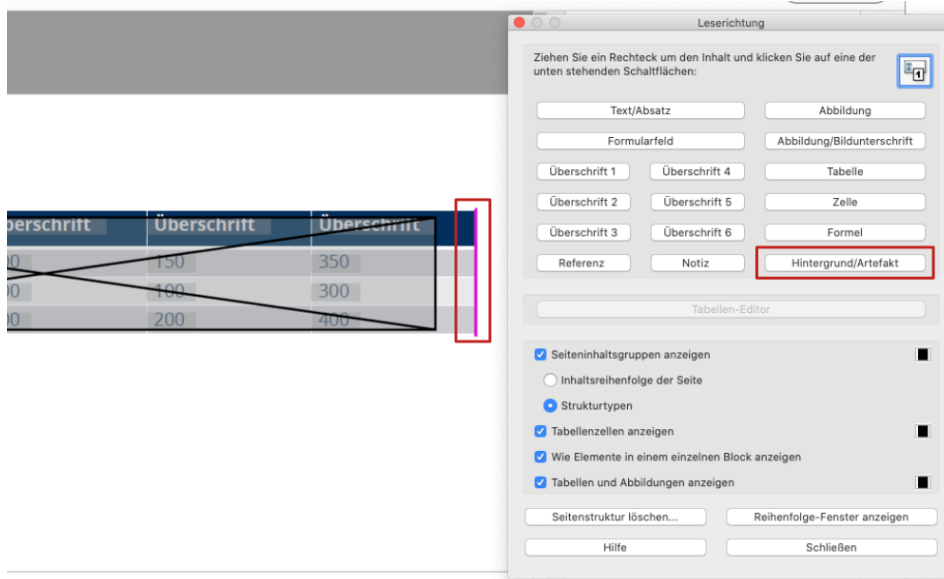 Leserichtung
Ziehen Sie ein Rechteck um den Inhalt und klicken Sie auf eine der
unten stehenden Schaltflächen:
1
Text/Absatz
Abbildung
Formularfeld
Abbildung/Bildunterschrift
Überschrift 1
Überschrift 4
Tabelle
Überschrift 2
Überschrift 5
Zelle
Überschrift 3
Überschrift 6
Formel
Referenz
Notiz
Hintergrund/Artefakt
Tabellen-Editor
Seiteninhaltsgruppen anzeigen
Inhaltsreihenfolge der Seite
Strukturtypen
Tabellenzellen anzeigen
Wie Elemente in einem einzelnen Block anzeigen
Tabellen und Abbildungen anzeigen
Seitenstruktur löschen...
Reihenfolge-Fenster anzeigen
Hilfe
Schließen
berschrift Überschrift Überschrift
150 350
100 300
200 400